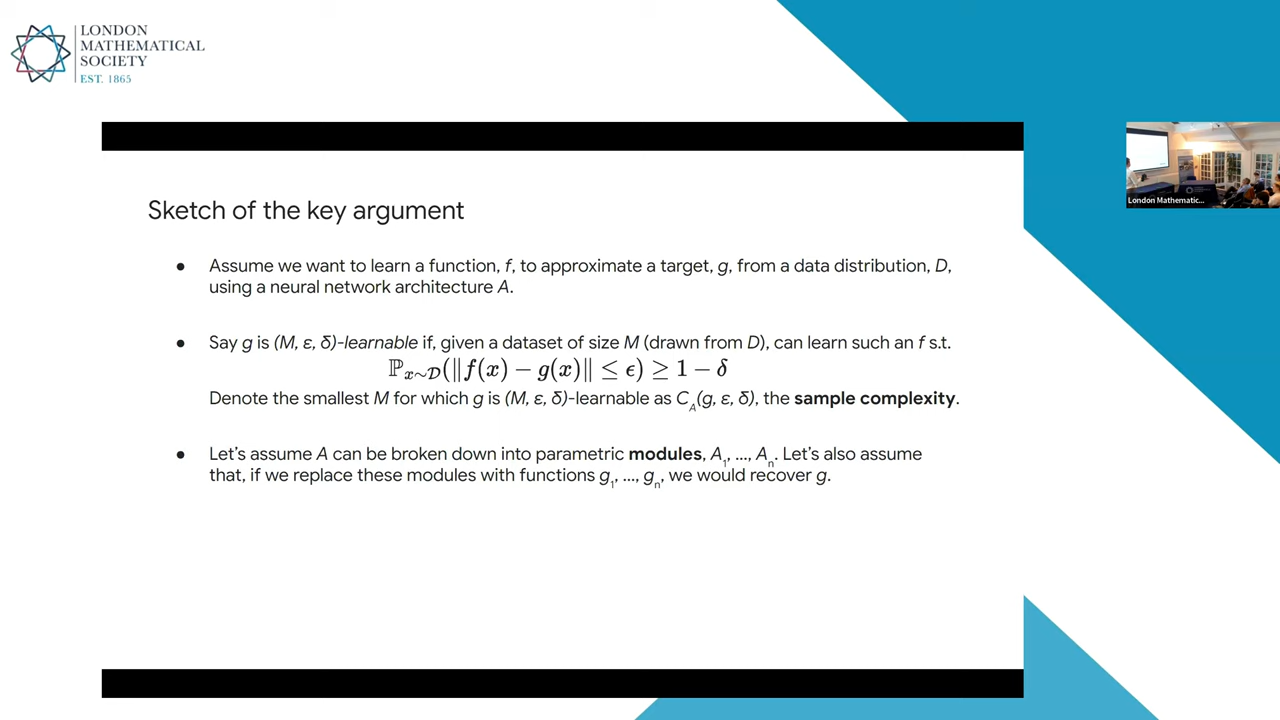 LONDON
MATHEMATICAL
SOCIETY
EST. 1865
London Mathematic...
Sketch of the key argument
● Assume we want to learn a function, f, to approximate a target, g, from a data distribution, D,
using a neural network architecture A.
● Say g is (M, ε, δ)-learnable if, given a dataset of size M (drawn from D), can learn such an f s.t.
ℙₓ∼𝒟(‖f(x) − g(x)‖ ≤ ϵ) ≥ 1 − δ
Denote the smallest M for which g is (M, ε, δ)-learnable as C_A(g, ε, δ), the sample complexity.
● Let's assume A can be broken down into parametric modules, A₁, ..., Aₙ. Let's also assume
that, if we replace these modules with functions g₁, ..., gₙ, we would recover g.